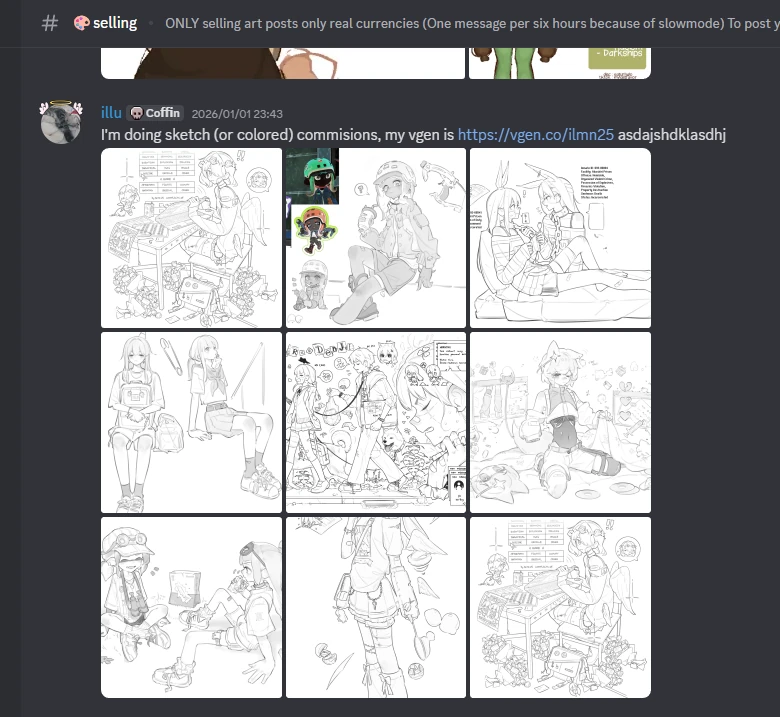 # selling ONLY selling art posts only real currencies (One message per six hours because of slowmode) To post y
- Darkships
illu Coffin 2026/01/01 23:43
I'm doing sketch (or colored) commisions, my vgen is https://vgen.co/ilmn25 asdajshdklasdhj